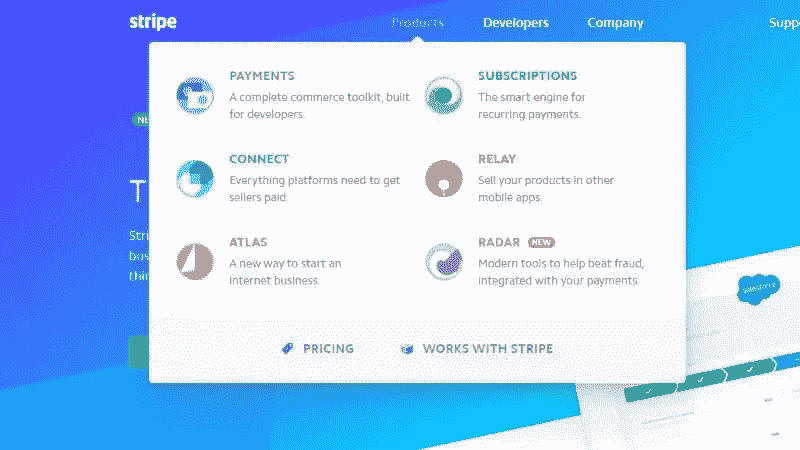 stripe
Products
Developers
Company
Supp
PAYMENTS
A complete commerce toolkit, built
for developers.
SUBSCRIPTIONS
The smart engine for
recurring payments.
CONNECT
Everything platforms need to get
sellers paid.
RELAY
Sell your products in other
mobile apps.
ATLAS
A new way to start an
internet business.
RADAR NEW
Modern tools to help beat fraud,
integrated with your payments.
PRICING
WORKS WITH STRIPE
NE
T
Stri
bus
thin
salesforce